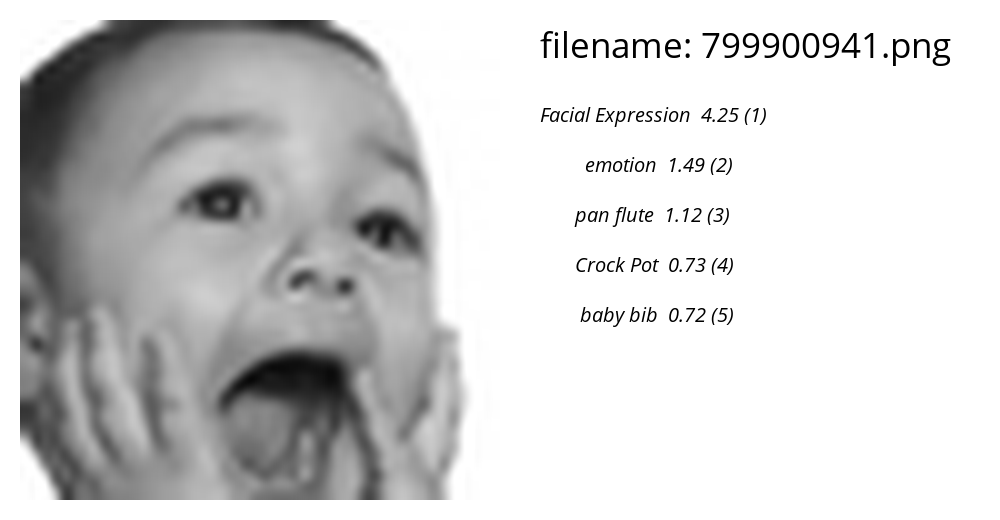 filename: 799900941.png
Facial Expression 4.25 (1)
emotion 1.49 (2)
pan flute 1.12 (3)
Crock Pot 0.73 (4)
baby bib 0.72 (5)